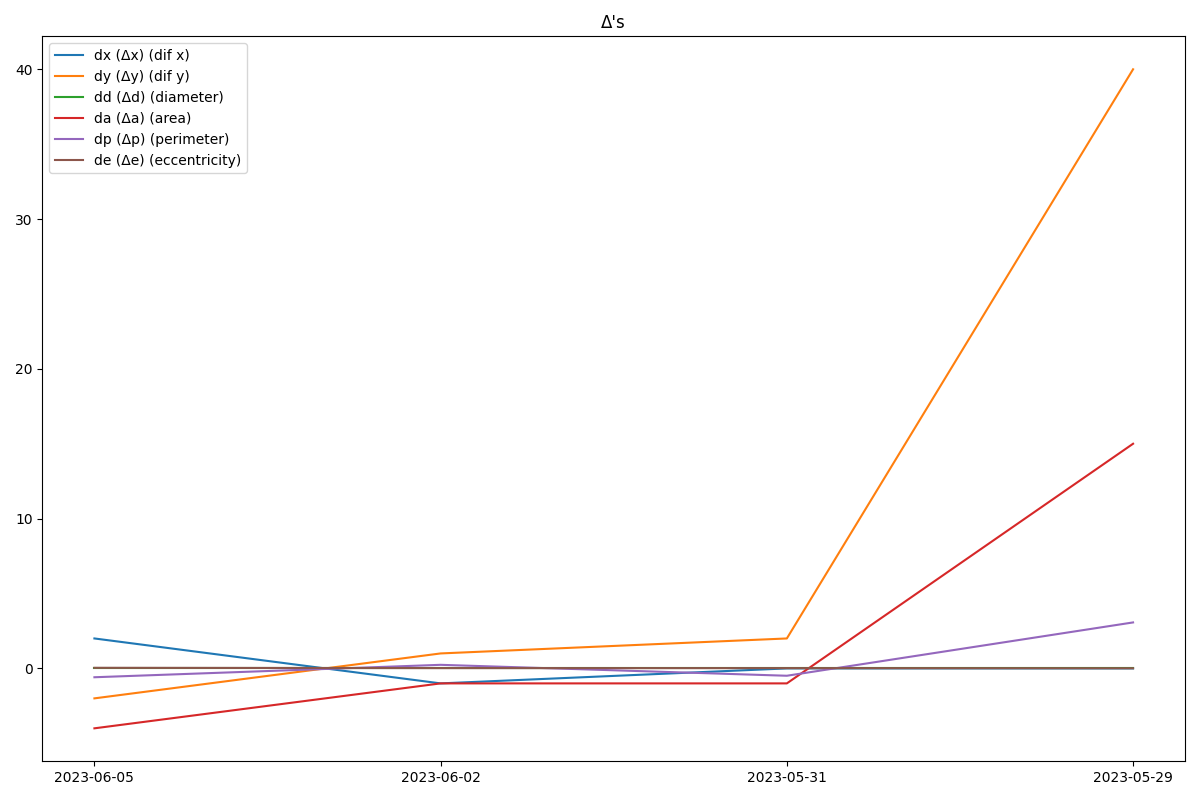 Δ's
dx (Δx) (dif x)
dy (Δy) (dif y)
dd (Δd) (diameter)
da (Δa) (area)
dp (Δp) (perimeter)
de (Δe) (eccentricity)
40
30
20
10
0
2023-06-05
2023-06-02
2023-05-31
2023-05-29